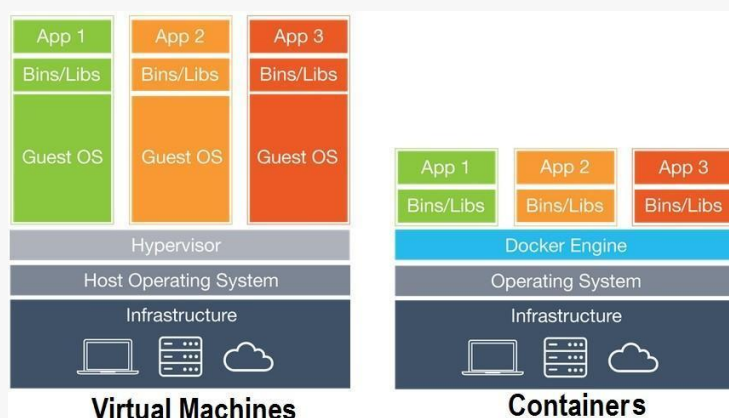 App 1
App 2
App 3
Bins/Libs
Bins/Libs
Bins/Libs
Guest OS
Guest OS
Guest OS
Hypervisor
Host Operating System
Infrastructure
Virtual Machines
App 1
App 2
App 3
Bins/Libs
Bins/Libs
Bins/Libs
Docker Engine
Operating System
Infrastructure
Containers